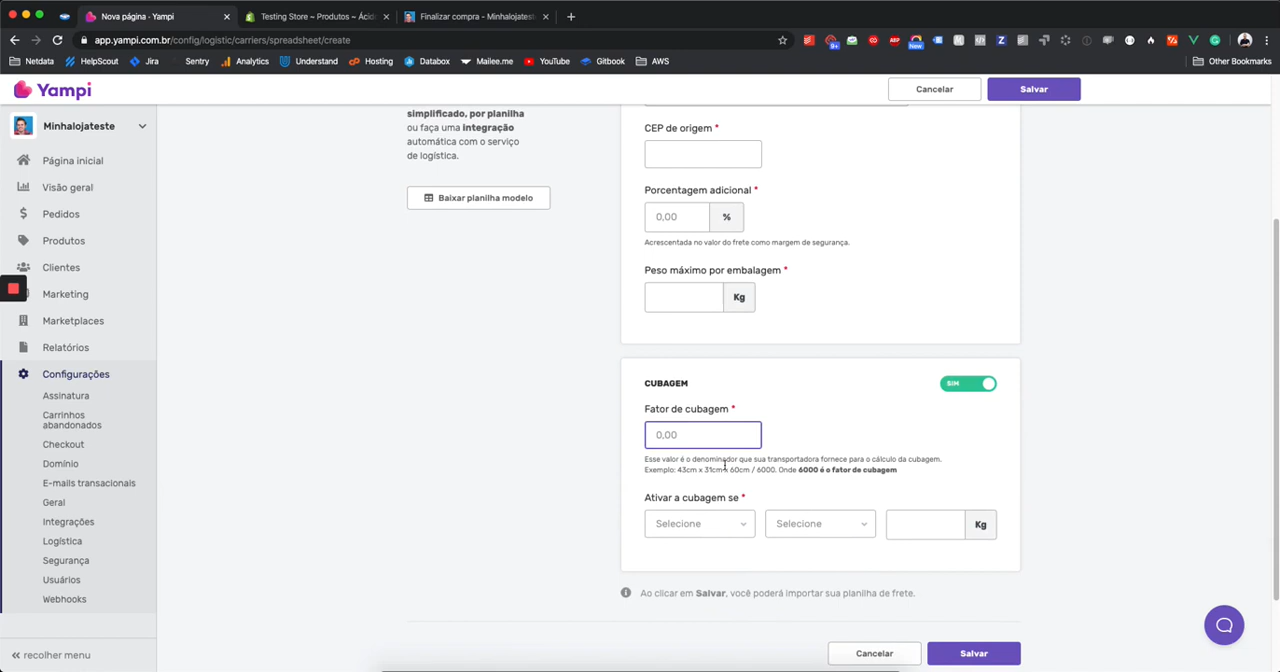 Nova página - Yampi
Testing Store ~ Produtos ~ Ácid
Finalizar compra - Minhalojateste
app.yampi.com.br/config/logistic/carriers/spreadsheet/create
9+
ABP
New
Netdata
HelpScout
Jira
Sentry
Analytics
Understand
Hosting
Databox
Mailee.me
YouTube
Gitbook
AWS
Other Bookmarks
Yampi
Cancelar
Salvar
Minhalojateste
Página inicial
Visão geral
Pedidos
Produtos
Clientes
Marketing
Marketplaces
Relatórios
Configurações
Assinatura
Carrinhos
abandonados
Checkout
Domínio
E-mails transacionais
Geral
Integrações
Logística
Segurança
Usuários
Webhooks
recolher menu
simplificado, por planilha
ou faça uma integração
automática com o serviço
de logística.
Baixar planilha modelo
CEP de origem *
Porcentagem adicional *
0,00 %
Acrescentada no valor do frete como margem de segurança.
Peso máximo por embalagem *
Kg
CUBAGEM
SIM
Fator de cubagem *
0,00
Esse valor é o denominador que sua transportadora fornece para o cálculo da cubagem.
Exemplo: 43cm x 31cm x 60cm / 6000. Onde 6000 é o fator de cubagem
Ativar a cubagem se *
Selecione
Selecione
Kg
Ao clicar em Salvar, você poderá importar sua planilha de frete.
Cancelar
Salvar